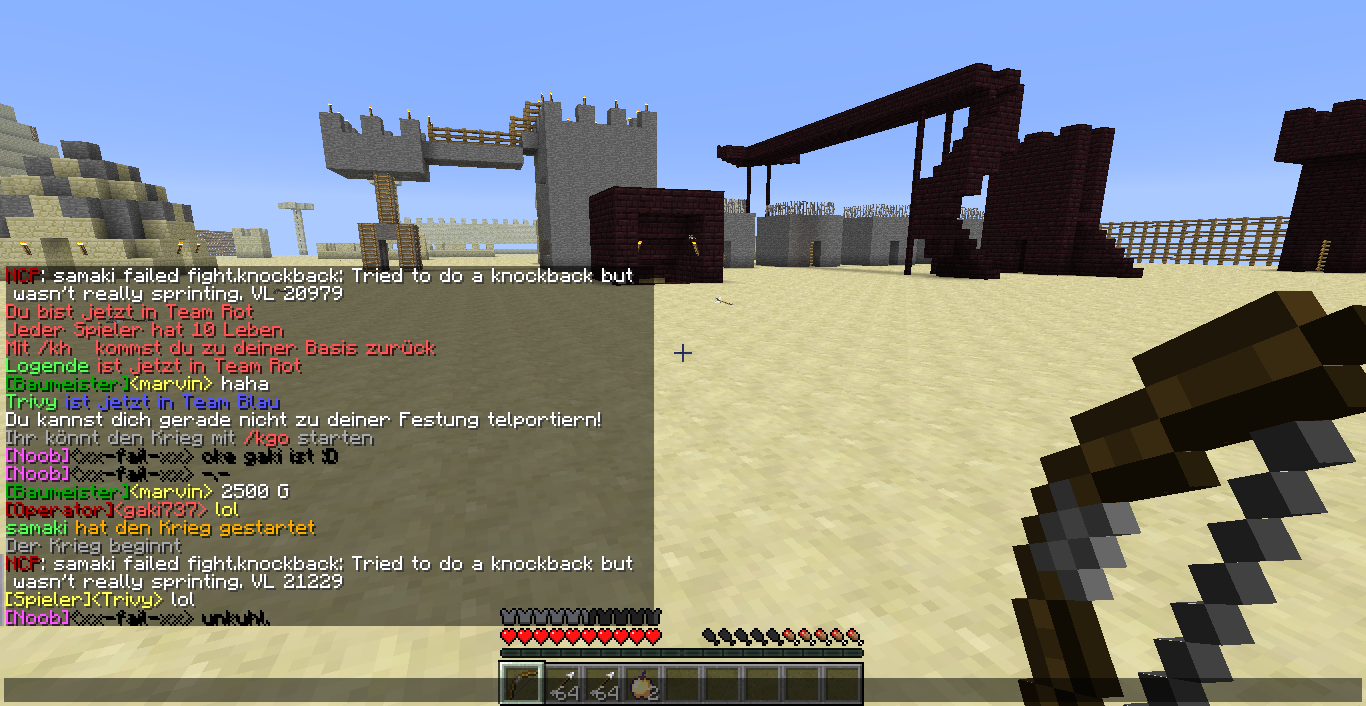 NCP: samaki failed fight.knockback: Tried to do a knockback but
wasn't really sprinting. VL 20979
Du bist jetzt in Team Rot
Jeder Spieler hat 10 Leben
Mit /kh kommst du zu deiner Basis zurück
Logende ist jetzt in Team Rot
[Baumeister]<marvin> haha
Trivy ist jetzt in Team Blau
Du kannst dich gerade nicht zu deiner Festung telportiern!
Ihr könnt den Krieg mit /kgo starten
[Noob]<xx-fail-xx> oke gaki ist :D
[Noob]<xx-fail-xx> -.-
[Baumeister]<marvin> 2500 G
[Operator]<gaki737> lol
samaki hat den Krieg gestartet
Der Krieg beginnt
NCP: samaki failed fight.knockback: Tried to do a knockback but
wasn't really sprinting. VL 21229
[Spieler]<Trivy> lol
[Noob]<xx-fail-xx> unkuhl.
64 64 2